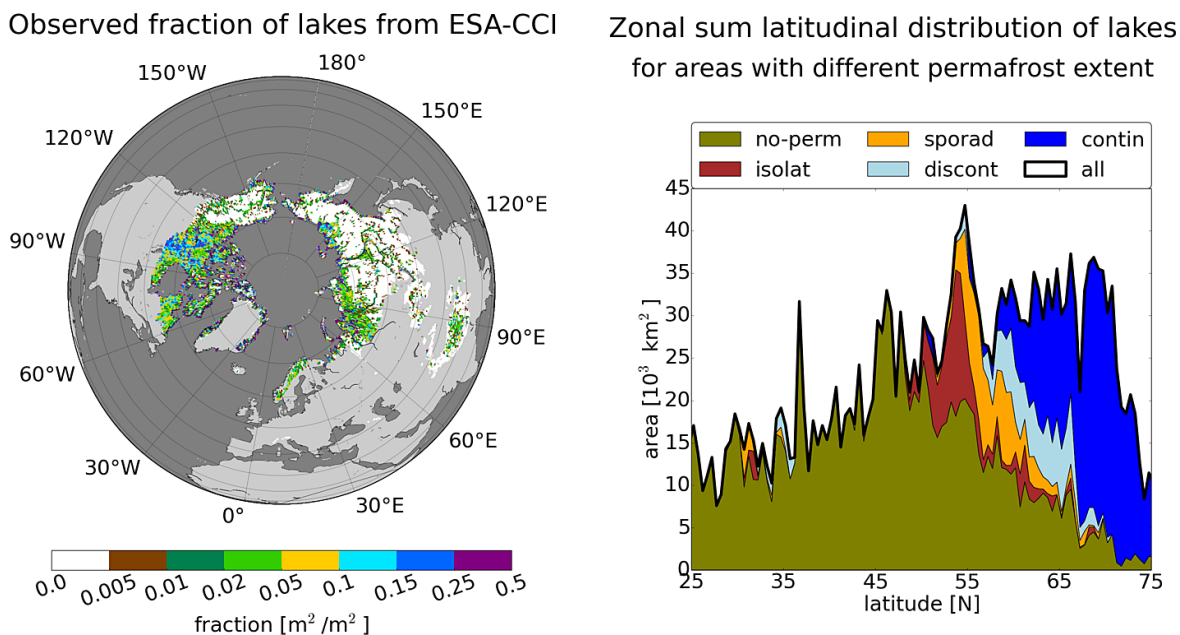 Observed fraction of lakes from ESA-CCI
180°
150°W
150°E
120°W
120°E
90°W
90°E
60°W
60°E
30°W
30°E
0°
0.0 0.005 0.01 0.02 0.05 0.1 0.15 0.25 0.5
fraction [m² /m² ]
Zonal sum latitudinal distribution of lakes
for areas with different permafrost extent
no-perm sporad contin
isolat discont all
45
40
35
30
25
20
15
10
5
0
area [10³ km²]
25 35 45 55 65 75
latitude [N]